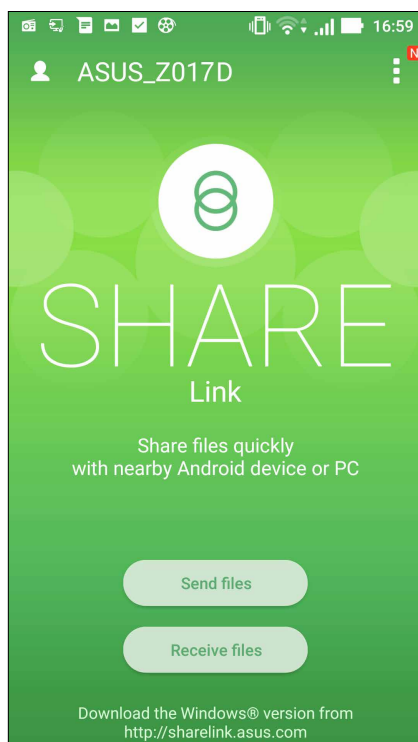 16:59
N
ASUS_Z017D
SHARE
Link
Share files quickly
with nearby Android device or PC
Send files
Receive files
Download the Windows® version from
http://sharelink.asus.com